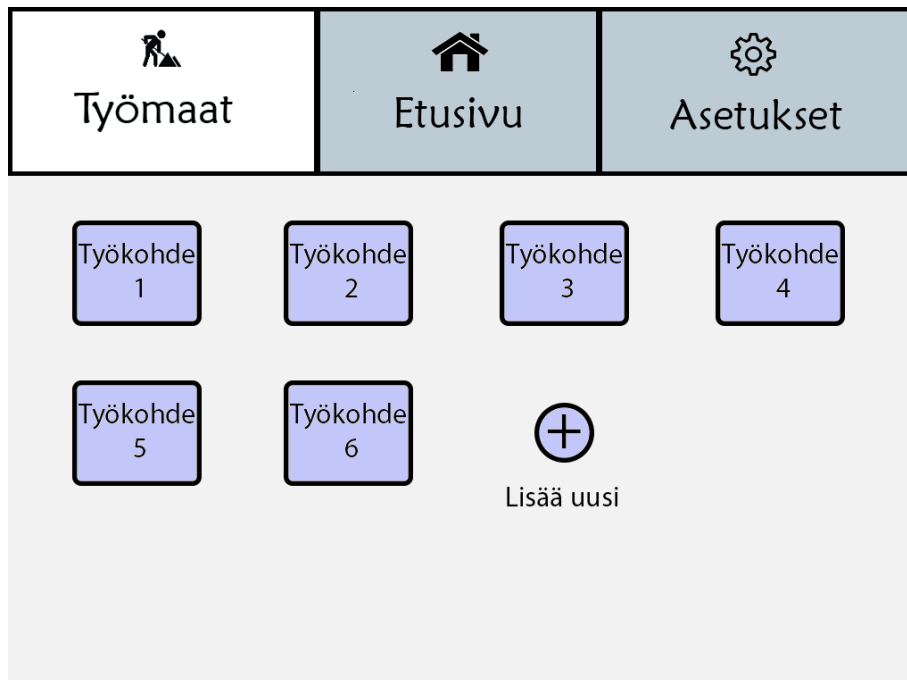 Työmaat
Etusivu
Asetukset
Työkohde
1
Työkohde
2
Työkohde
3
Työkohde
4
Työkohde
5
Työkohde
6
Lisää uusi